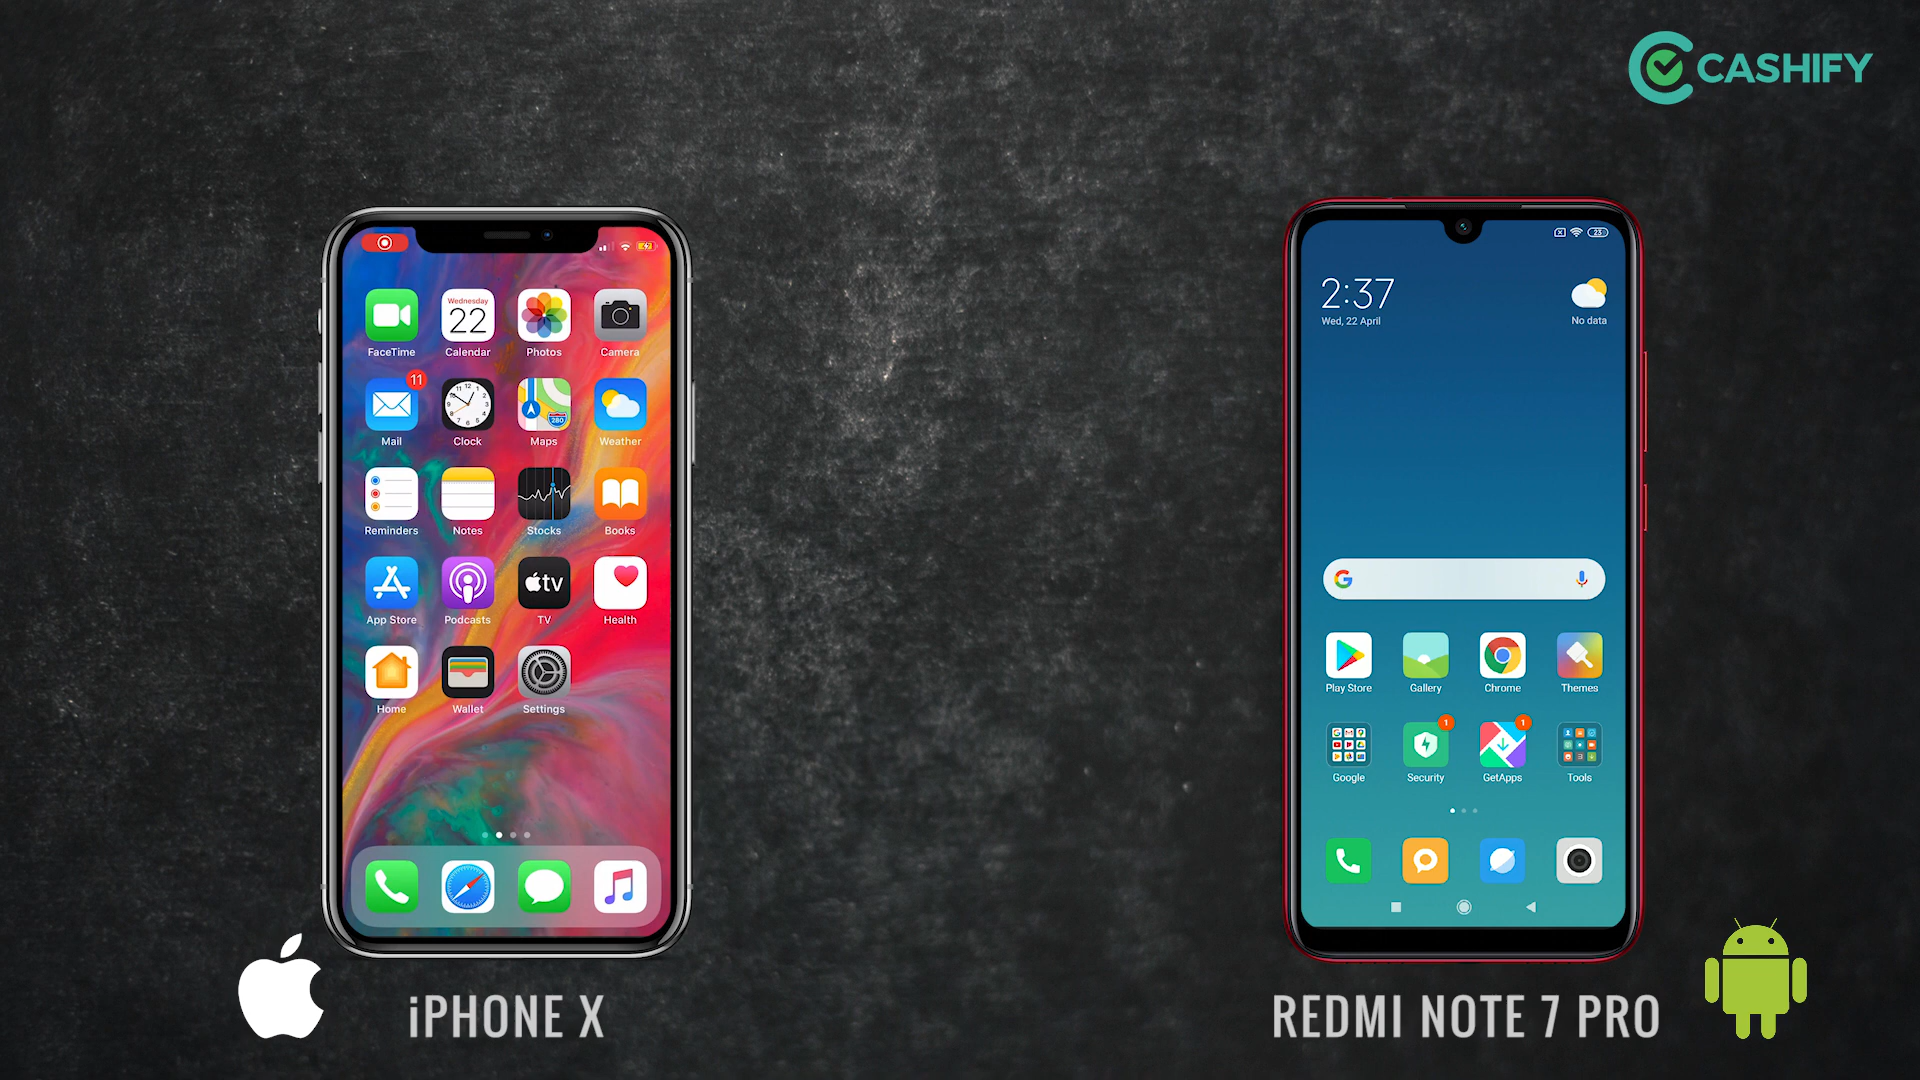 CASHIFY
Wednesday
22
FaceTime
Calendar
Photos
Camera
11
280
Mail
Clock
Maps
Weather
Reminders
Notes
Stocks
Books
tv
App Store
Podcasts
TV
Health
Home
Wallet
Settings
iPHONE X
23
2:37
Wed, 22 April
No data
G
Play Store
Gallery
Chrome
Themes
1
1
Google
Security
GetApps
Tools
REDMI NOTE 7 PRO